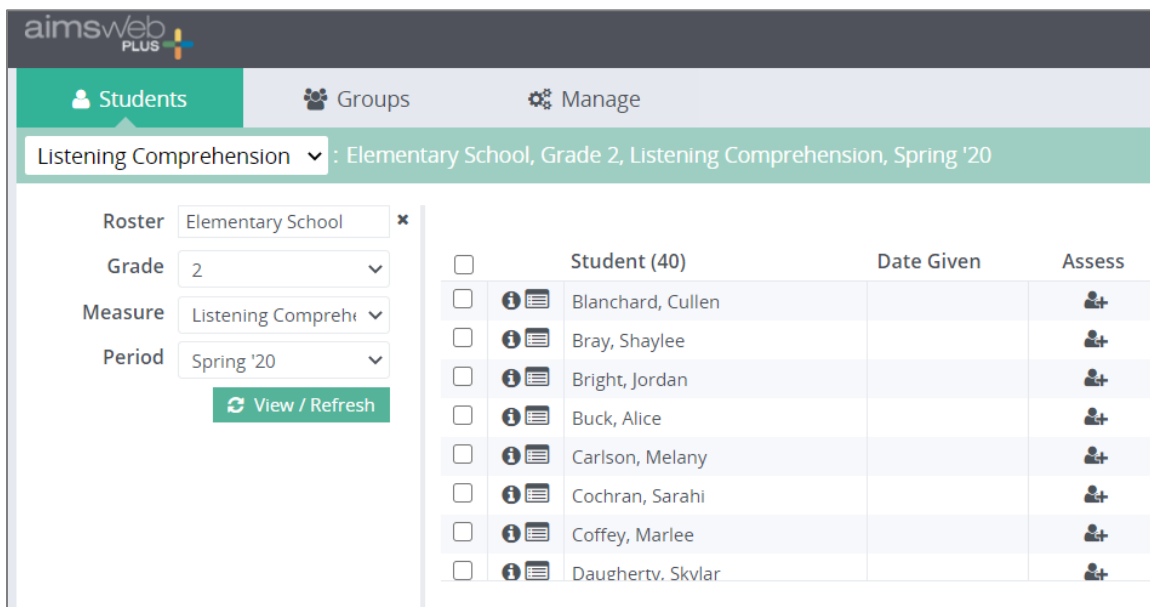 aimsweb
PLUS
Students Groups Manage
Listening Comprehension : Elementary School, Grade 2, Listening Comprehension, Spring '20
Roster Elementary School
Grade 2
Measure Listening Comprehe
Period Spring '20
View / Refresh
Student (40) Date Given Assess
Blanchard, Cullen
Bray, Shaylee
Bright, Jordan
Buck, Alice
Carlson, Melany
Cochran, Sarahi
Coffey, Marlee
Daugherty, Skylar